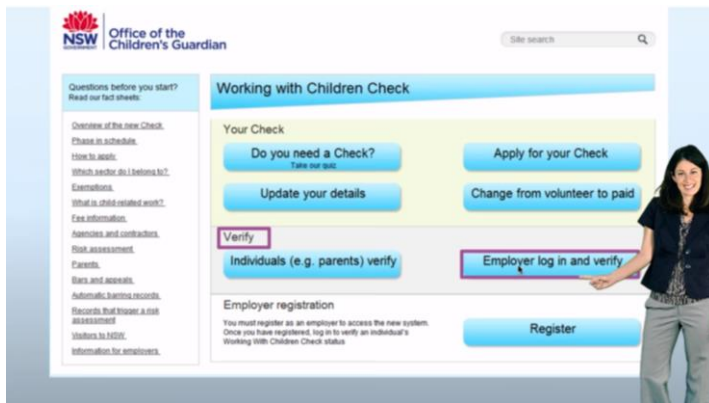 NSW
GOVERNMENT
Office of the
Children's Guardian
Site search
Questions before you start?
Read our fact sheets:
Overview of the new Check
Phase in schedule
How to apply
Which sector do I belong to?
Exemptions
What is child-related work?
Fee information
Agencies and contractors
Risk assessment
Parents
Bars and appeals
Automatic barring records
Records that trigger a risk
assessment
Visitors to NSW
Information for employers
Working with Children Check
Your Check
Do you need a Check?
Take our quiz
Apply for your Check
Update your details
Change from volunteer to paid
Verify
Individuals (e.g. parents) verify
Employer log in and verify
Employer registration
You must register as an employer to access the new system.
Once you have registered, log in to verify an individual's
Working With Children Check status
Register